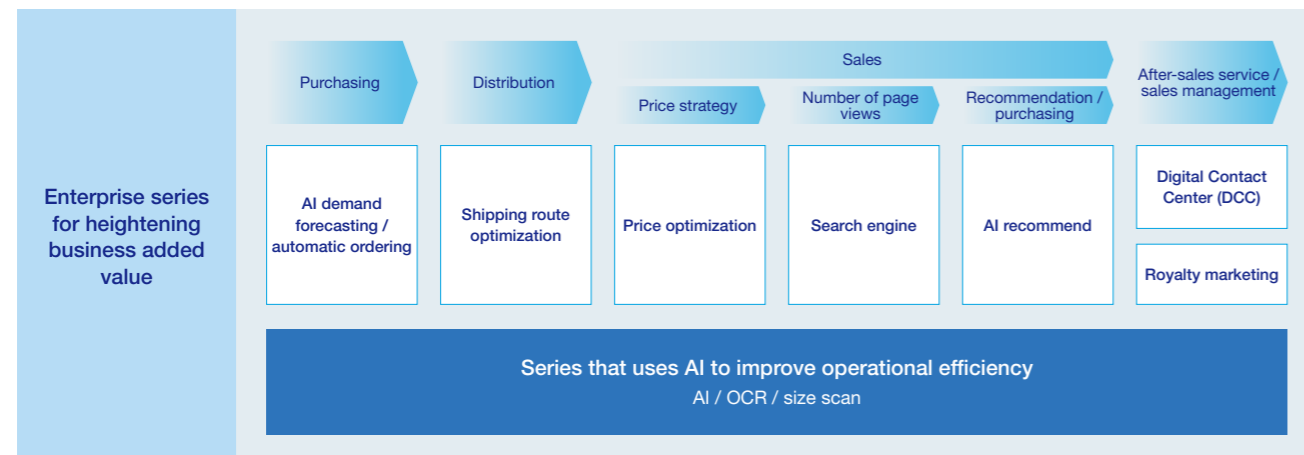 Enterprise series
for heightening
business added
value
Purchasing
Distribution
Sales
Price strategy
Number of page
views
Recommendation /
purchasing
After-sales service /
sales management
AI demand
forecasting /
automatic ordering
Shipping route
optimization
Price optimization
Search engine
AI recommend
Digital Contact
Center (DCC)
Royalty marketing
Series that uses AI to improve operational efficiency
AI / OCR / size scan